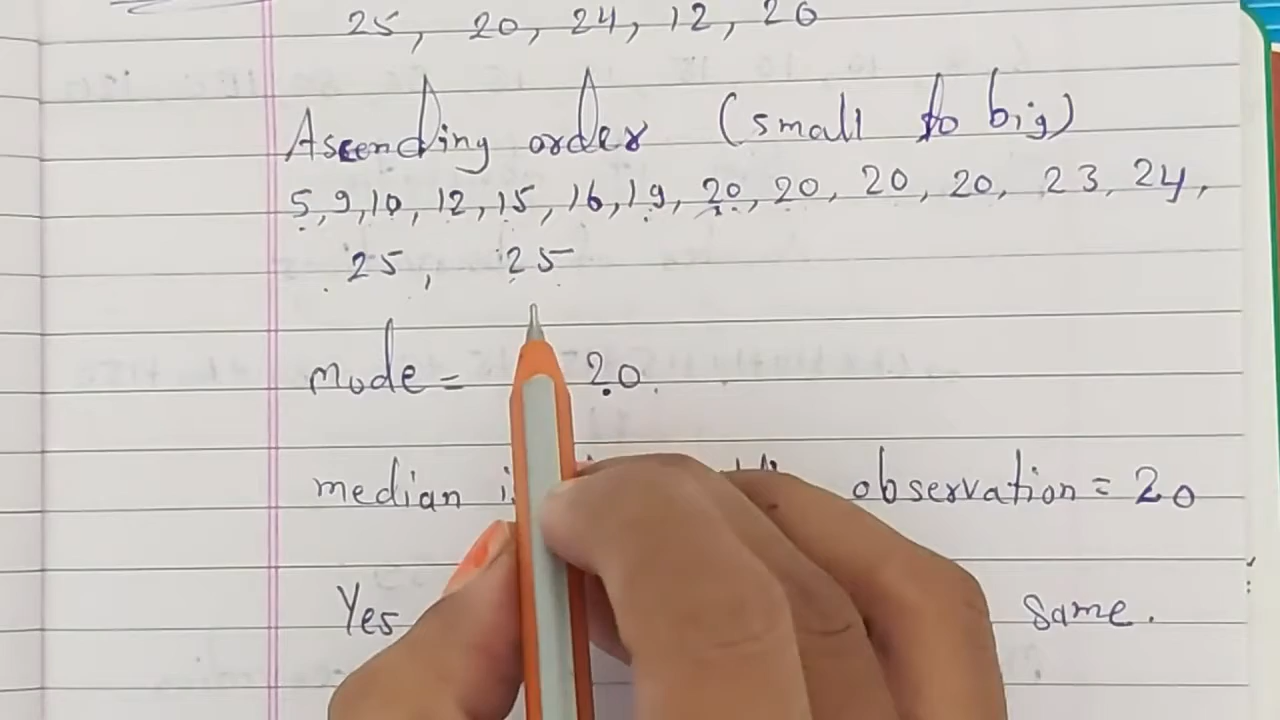 25, 20, 24, 12, 20
Ascending order (small to big)
5, 9, 10, 12, 15, 16, 19, 20, 20, 20, 20, 23, 24,
25, 25
mode = 20.
median observation = 20
Yes same.